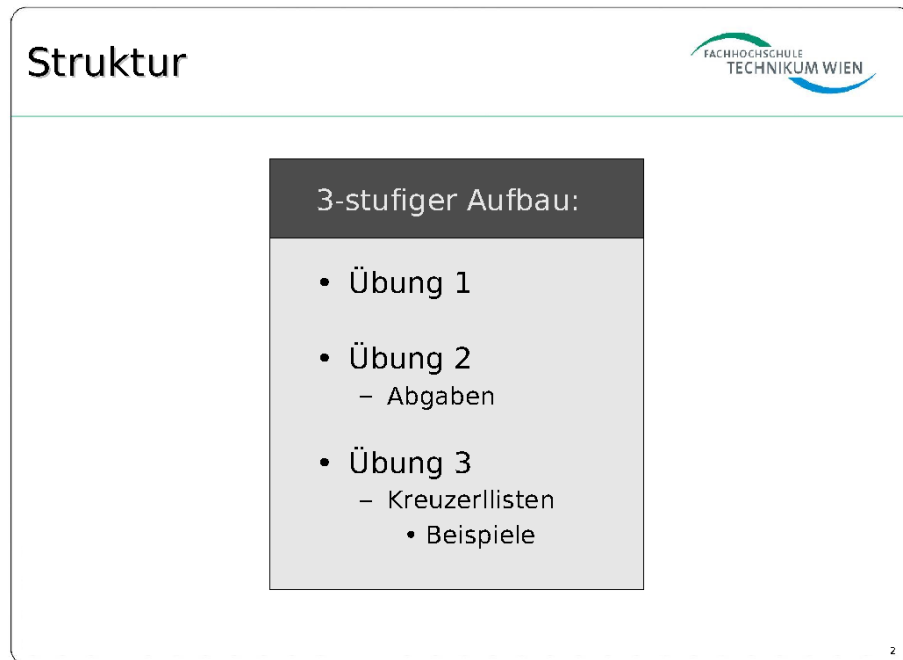 Struktur
FACHHOCHSCHULE
TECHNIKUM WIEN
3-stufiger Aufbau:
• Übung 1
• Übung 2
– Abgaben
• Übung 3
– Kreuzerllisten
• Beispiele
2